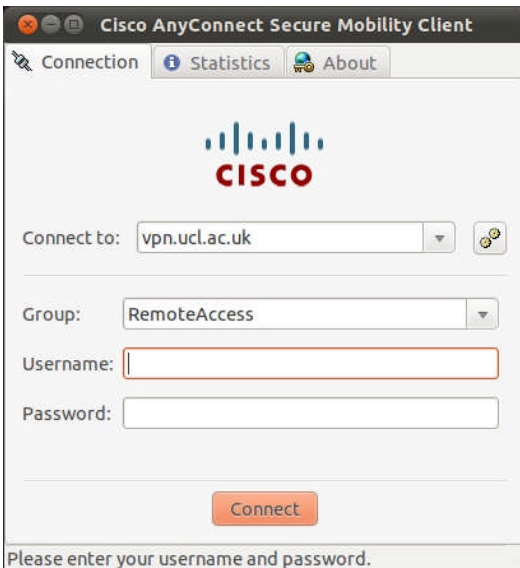 Cisco AnyConnect Secure Mobility Client
Connection Statistics About
CISCO
Connect to: vpn.ucl.ac.uk
Group: RemoteAccess
Username:
Password:
Connect
Please enter your username and password.